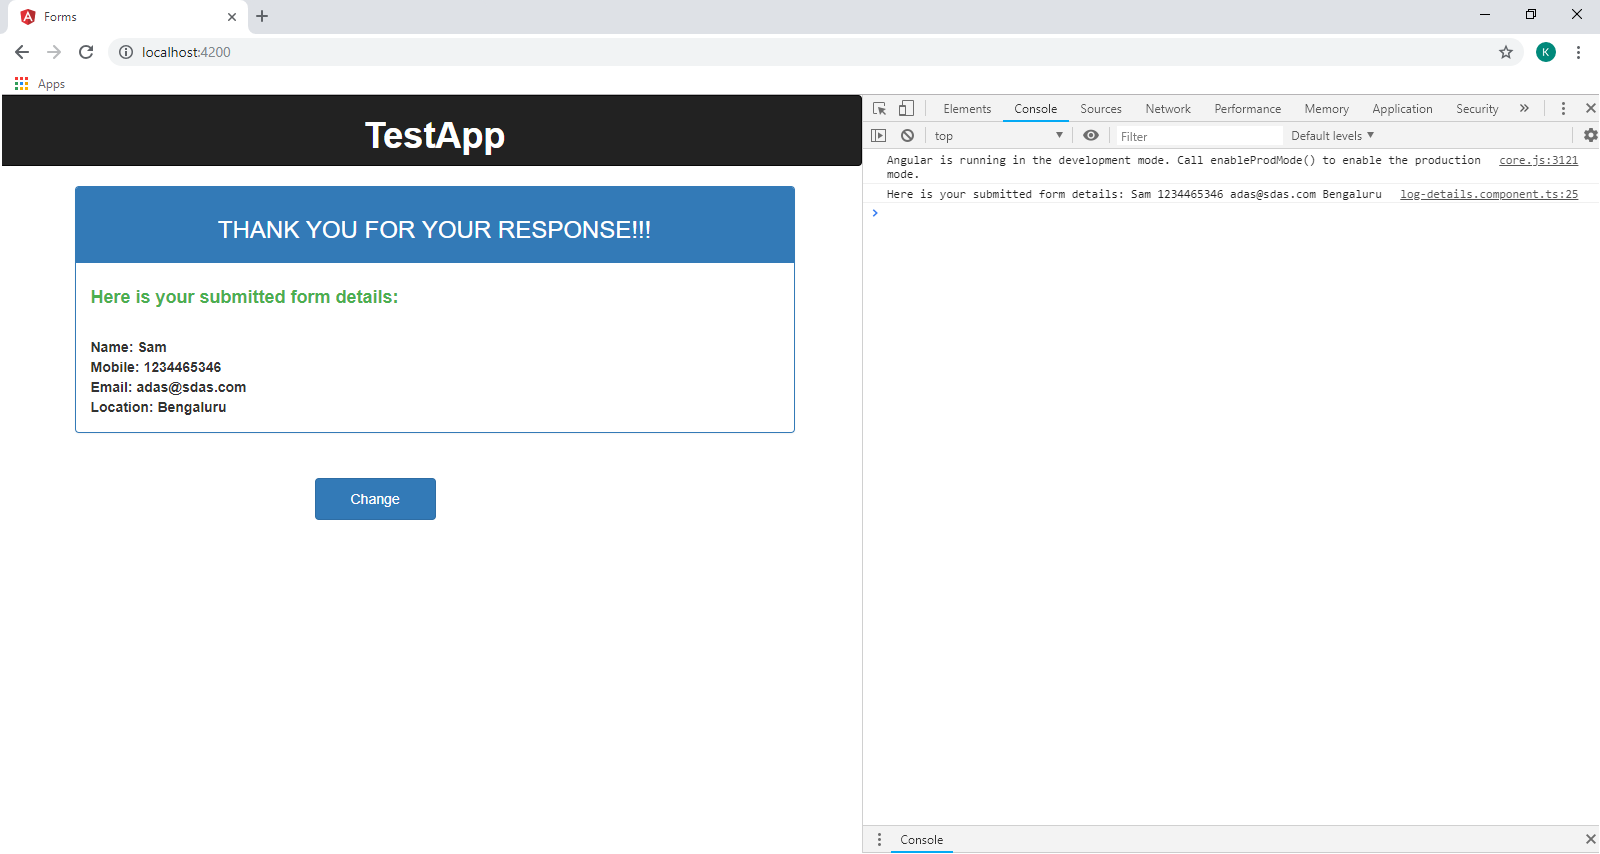 Forms
localhost:4200
K
Apps
TestApp
THANK YOU FOR YOUR RESPONSE!!!
Here is your submitted form details:
Name: Sam
Mobile: 1234465346
Email: adas@sdas.com
Location: Bengaluru
Change
Elements Console Sources Network Performance Memory Application Security »
top Filter Default levels
Angular is running in the development mode. Call enableProdMode() to enable the production core.js:3121
mode.
Here is your submitted form details: Sam 1234465346 adas@sdas.com Bengaluru log-details.component.ts:25
>
Console